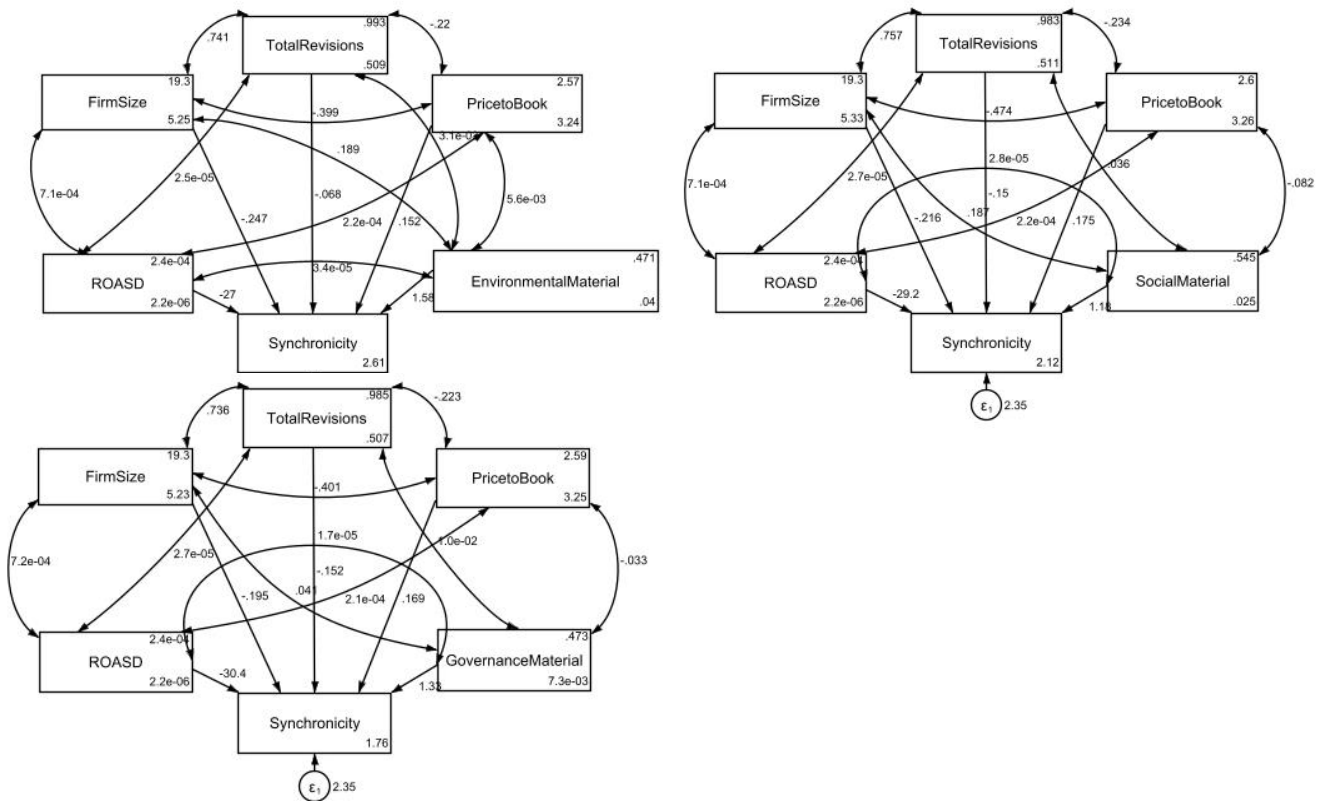 .993
TotalRevisions
.509
.741
-.22
19.3
FirmSize
5.25
2.57
PricetoBook
3.24
-.399
.189
7.1e-04
2.5e-05
-.068
5.6e-03
-.247
2.2e-04
.152
2.4e-04
ROASD
2.2e-06
3.4e-05
.471
EnvironmentalMaterial
.04
-27
1.58
Synchronicity
2.61
.983
TotalRevisions
.511
.757
-.234
19.3
FirmSize
5.33
2.6
PricetoBook
3.26
-.474
2.8e-05
.036
7.1e-04
2.7e-05
-.15
-.082
-.216
.187
2.2e-04
.175
2.4e-04
ROASD
2.2e-06
.545
SocialMaterial
.025
-29.2
1.18
Synchronicity
2.12
ε1
2.35
.985
TotalRevisions
.507
.736
-.223
19.3
FirmSize
5.23
2.59
PricetoBook
3.25
-.401
1.7e-05
1.0e-02
7.2e-04
2.7e-05
-.152
-.033
-.195
.041
2.1e-04
.169
2.4e-04
ROASD
2.2e-06
.473
GovernanceMaterial
7.3e-03
-30.4
1.33
Synchronicity
1.76
ε1
2.35